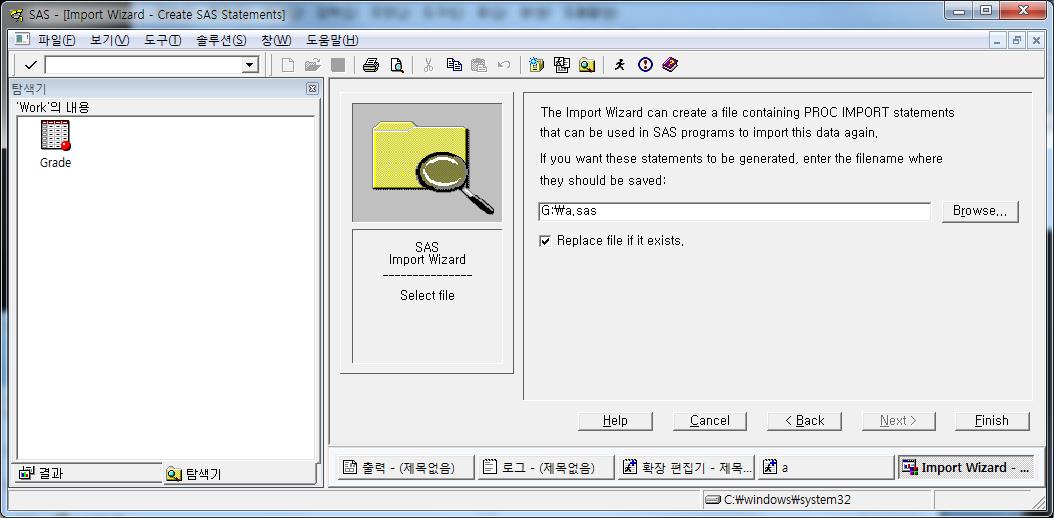 SAS - [Import Wizard - Create SAS Statements]
파일(F) 보기(V) 도구(T) 솔루션(S) 창(W) 도움말(H)
탐색기
'Work'의 내용
Grade
결과
탐색기
SAS
Import Wizard
---------------
Select file
The Import Wizard can create a file containing PROC IMPORT statements
that can be used in SAS programs to import this data again.
If you want these statements to be generated, enter the filename where
they should be saved:
G:₩a.sas
Browse...
Replace file if it exists.
Help
Cancel
< Back
Next >
Finish
출력 - (제목없음)
로그 - (제목없음)
확장 편집기 - 제목...
a
Import Wizard - ...
C:₩windows₩system32